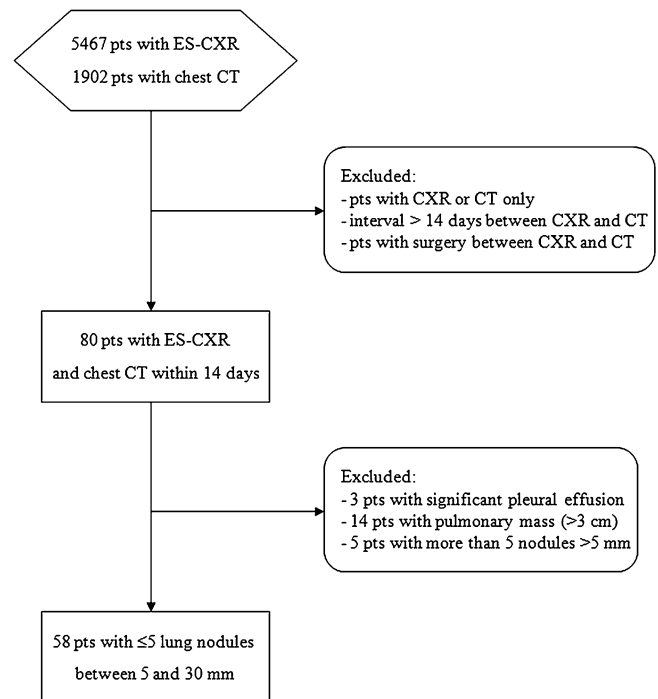 5467 pts with ES-CXR
1902 pts with chest CT
Excluded:
- pts with CXR or CT only
- interval > 14 days between CXR and CT
- pts with surgery between CXR and CT
80 pts with ES-CXR
and chest CT within 14 days
Excluded:
- 3 pts with significant pleural effusion
- 14 pts with pulmonary mass (>3 cm)
- 5 pts with more than 5 nodules >5 mm
58 pts with ≤5 lung nodules
between 5 and 30 mm